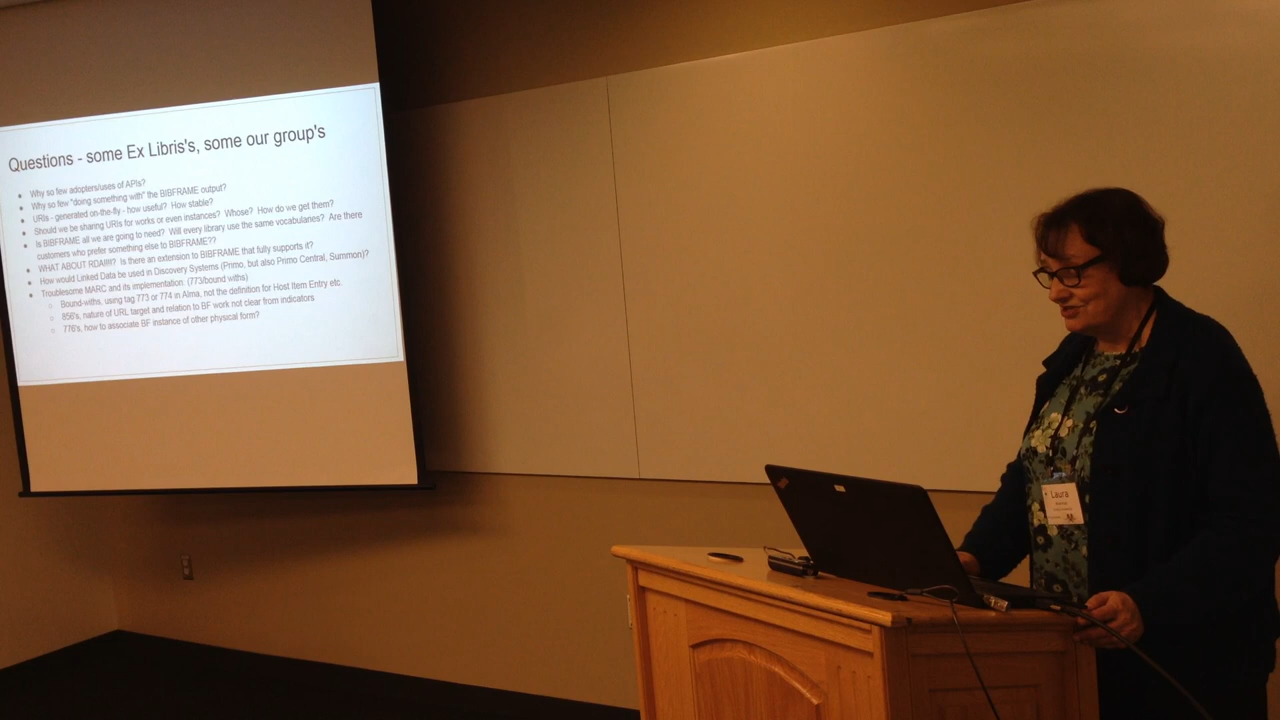 Questions - some Ex Libris's, some our group's
Why so few adopters/uses of APIs?
Why so few "doing something with" the BIBFRAME output?
URIs - generated on-the-fly - how useful? How stable?
Should we be sharing URIs for works or even instances? Whose? How do we get them?
Is BIBFRAME all we are going to need? Will every library use the same vocabularies? Are there
customers who prefer something else to BIBFRAME??
WHAT ABOUT RDA!!!!? Is there an extension to BIBFRAME that fully supports it?
How would Linked Data be used in Discovery Systems (Primo, but also Primo Central, Summon)?
Troublesome MARC and its implementation: (773/bound withs)
Bound-withs, using tag 773 or 774 in Alma, not the definition for Host Item Entry etc.
856's, nature of URL target and relation to BF work not clear from indicators
776's, how to associate BF instance of other physical form?
Laura